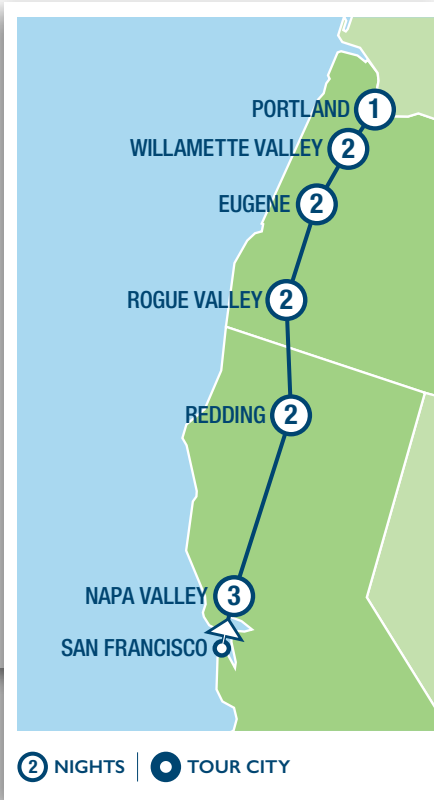 PORTLAND 1
WILLAMETTE VALLEY 2
EUGENE 2
ROGUE VALLEY 2
REDDING 2
NAPA VALLEY 3
SAN FRANCISCO
2 NIGHTS | TOUR CITY